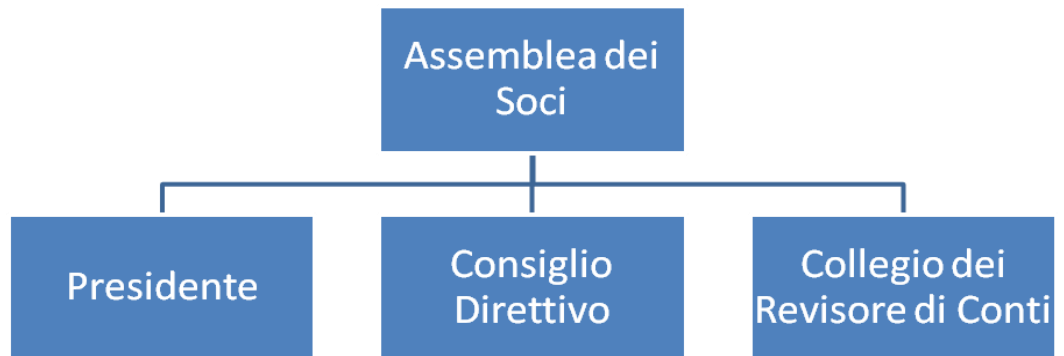 Assemblea dei
Soci
Presidente
Consiglio
Direttivo
Collegio dei
Revisore di Conti